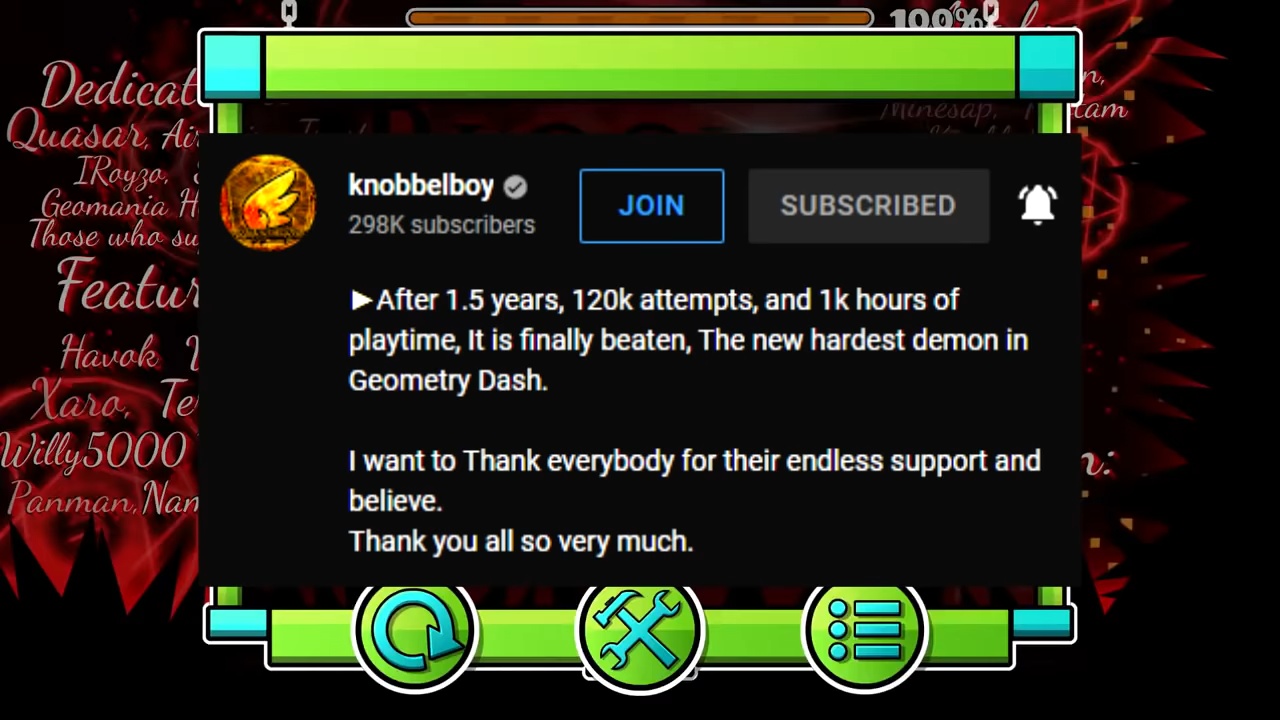 100%
Dedicat
Quasar, Air
IRayzo,
Geomania H
Those who su
Featur
Havok
Xaro, Te
Willy5000
Panman, Nam
Minesap,
knobbelboy
298K subscribers
JOIN
SUBSCRIBED
►After 1.5 years, 120k attempts, and 1k hours of
playtime, It is finally beaten, The new hardest demon in
Geometry Dash.
I want to Thank everybody for their endless support and
believe.
Thank you all so very much.